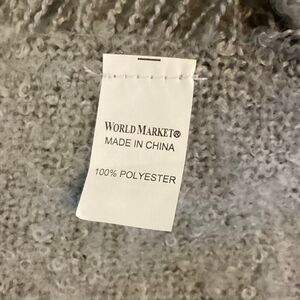 WORLD MARKET®
MADE IN CHINA
100% POLYESTER